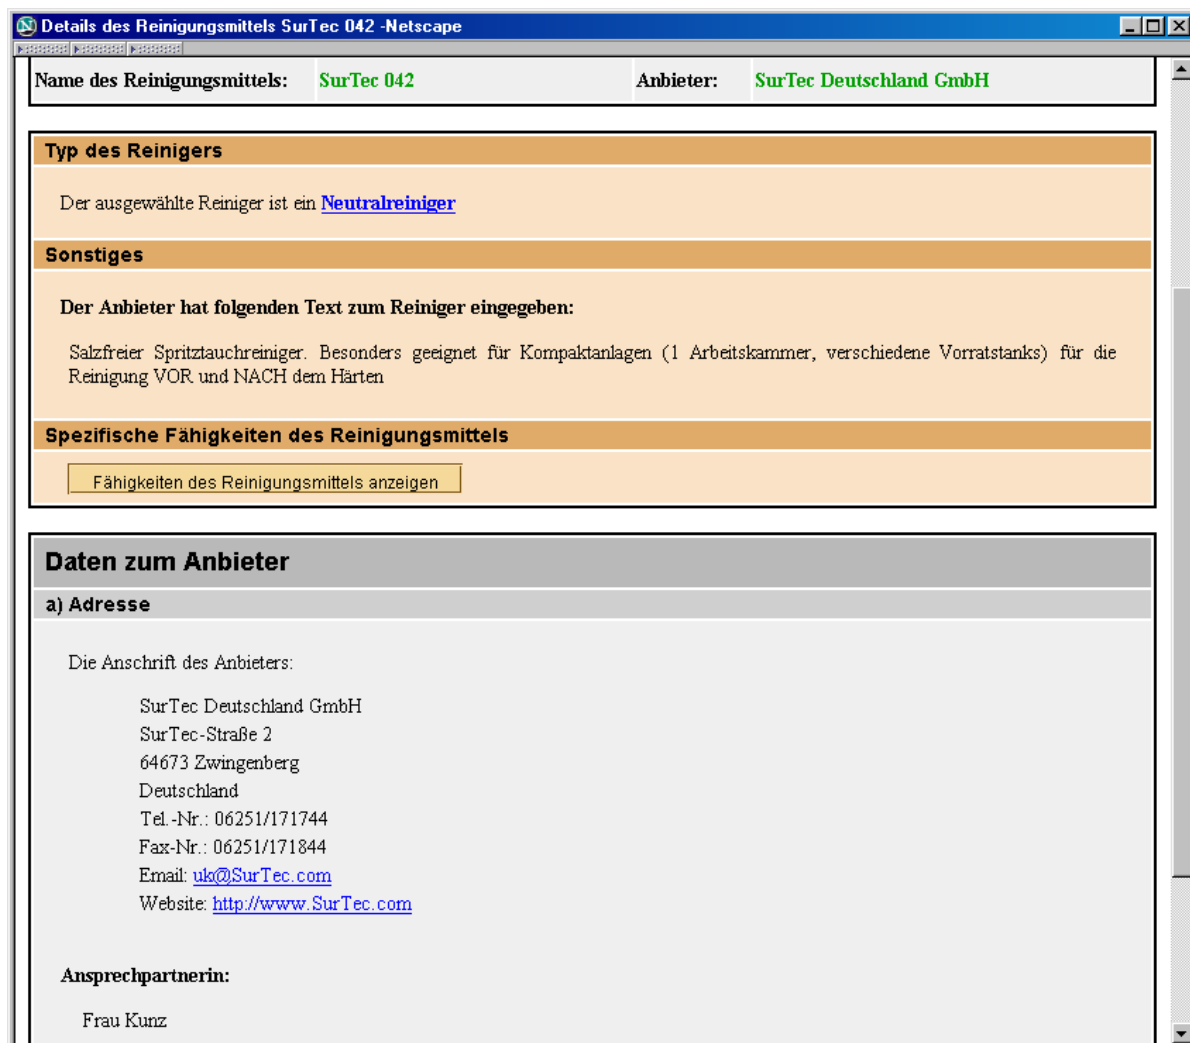 Details des Reinigungsmittels SurTec 042 -Netscape
Name des Reinigungsmittels: SurTec 042 Anbieter: SurTec Deutschland GmbH
Typ des Reinigers
Der ausgewählte Reiniger ist ein Neutralreiniger
Sonstiges
Der Anbieter hat folgenden Text zum Reiniger eingegeben:
Salzfreier Spritztauchreiniger. Besonders geeignet für Kompaktanlagen (1 Arbeitskammer, verschiedene Vorratstanks) für die
Reinigung VOR und NACH dem Härten
Spezifische Fähigkeiten des Reinigungsmittels
Fähigkeiten des Reinigungsmittels anzeigen
Daten zum Anbieter
a) Adresse
Die Anschrift des Anbieters:
SurTec Deutschland GmbH
SurTec-Straße 2
64673 Zwingenberg
Deutschland
Tel.-Nr.: 06251/171744
Fax-Nr.: 06251/171844
Email: uk@SurTec.com
Website: http://www.SurTec.com
Ansprechpartnerin:
Frau Kunz